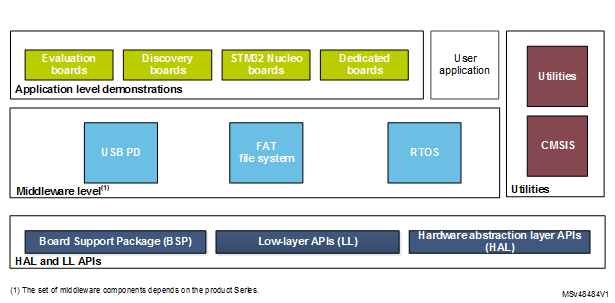 Evaluation
boards
Discovery
boards
STM32 Nucleo
boards
Dedicated
boards
Application level demonstrations
User
application
Utilities
CMSIS
Utilities
USB PD
FAT
file system
RTOS
Middleware level(1)
Board Support Package (BSP)
Low-layer APIs (LL)
Hardware abstraction layer APIs
(HAL)
HAL and LL APIs
(1) The set of middleware components depends on the product Series.
MSv48484V1